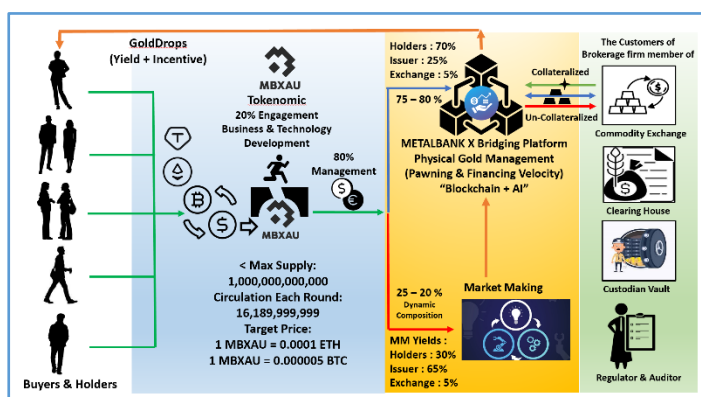 GoldDrops
(Yield + Incentive)
Buyers & Holders
MBXAU
Tokenomic
20% Engagement
Business & Technology
Development
80%
Management
MBXAU
< Max Supply:
1,000,000,000,000
Circulation Each Round:
16,189,999,999
Target Price:
1 MBXAU = 0.0001 ETH
1 MBXAU = 0.000005 BTC
Holders : 70%
Issuer : 25%
Exchange : 5%
75 – 80 %
METALBANK X Bridging Platform
Physical Gold Management
(Pawning & Financing Velocity)
“Blockchain + AI”
25 – 20 %
Dynamic
Composition
Market Making
MM Yields :
Holders : 30%
Issuer : 65%
Exchange : 5%
Collateralized
Un-Collateralized
The Customers of
Brokerage firm member of
Commodity Exchange
Clearing House
Custodian Vault
Regulator & Auditor